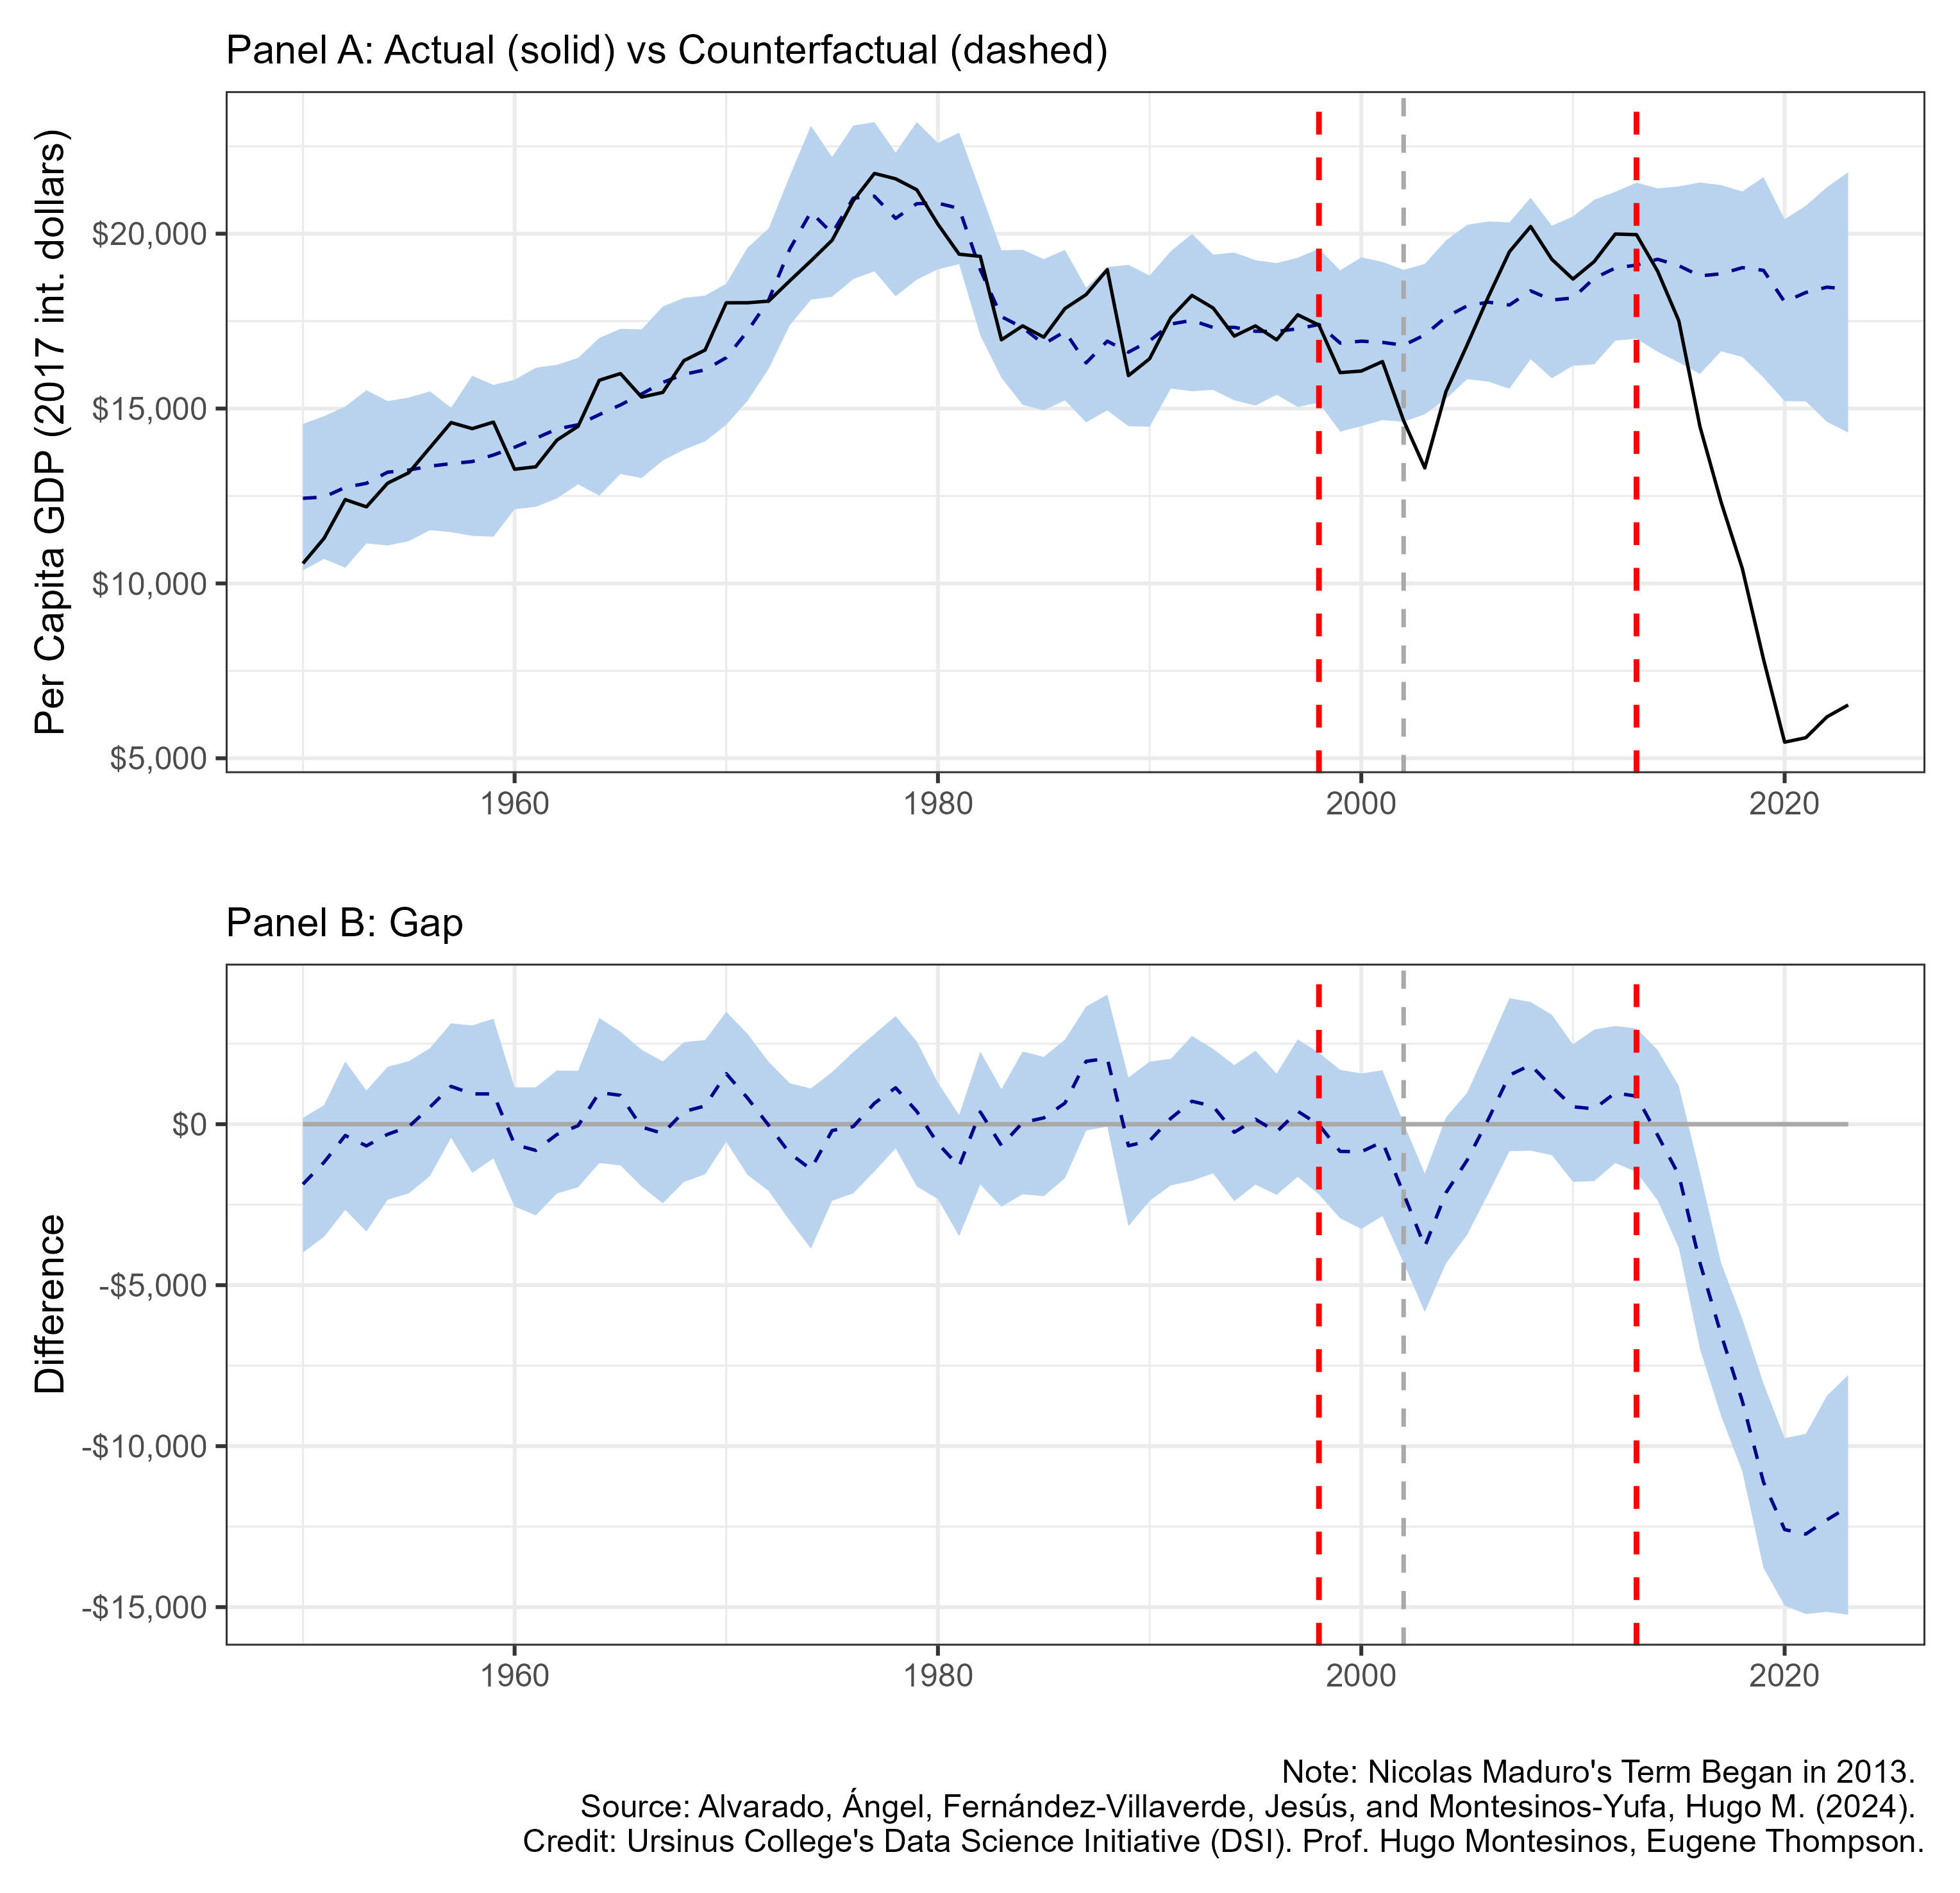 Panel A: Actual (solid) vs Counterfactual (dashed)
Per Capita GDP (2017 int. dollars)
$20,000
$15,000
$10,000
$5,000
1960
1980
2000
2020
Panel B: Gap
Difference
$0
-$5,000
-$10,000
-$15,000
1960
1980
2000
2020
Note: Nicolas Maduro's Term Began in 2013.
Source: Alvarado, Ángel, Fernández-Villaverde, Jesús, and Montesinos-Yufa, Hugo M. (2024).
Credit: Ursinus College's Data Science Initiative (DSI). Prof. Hugo Montesinos, Eugene Thompson.